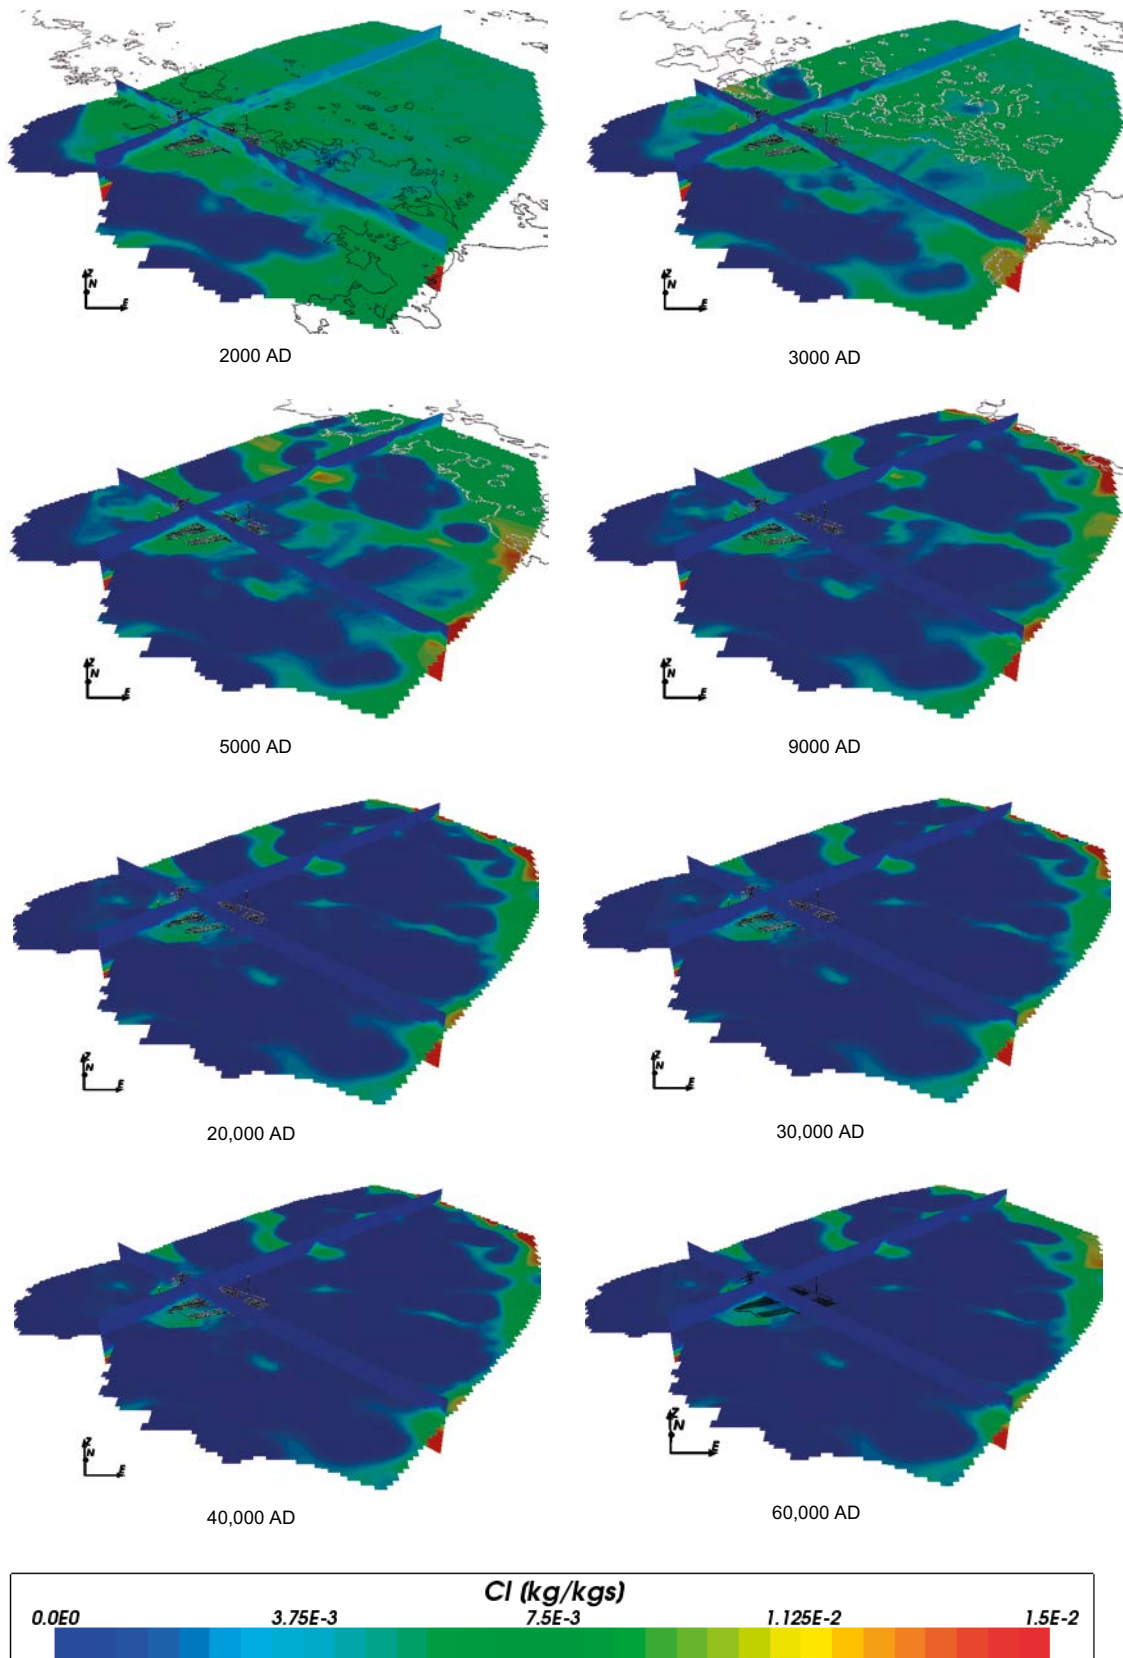 Z
N
E
Z
N
E
2000 AD
3000 AD
Z
N
E
Z
N
E
5000 AD
9000 AD
Z
N
E
Z
N
E
20,000 AD
30,000 AD
Z
N
E
Z
N
E
40,000 AD
60,000 AD
Cl (kg/kgs)
0.0E0 3.75E-3 7.5E-3 1.125E-2 1.5E-2